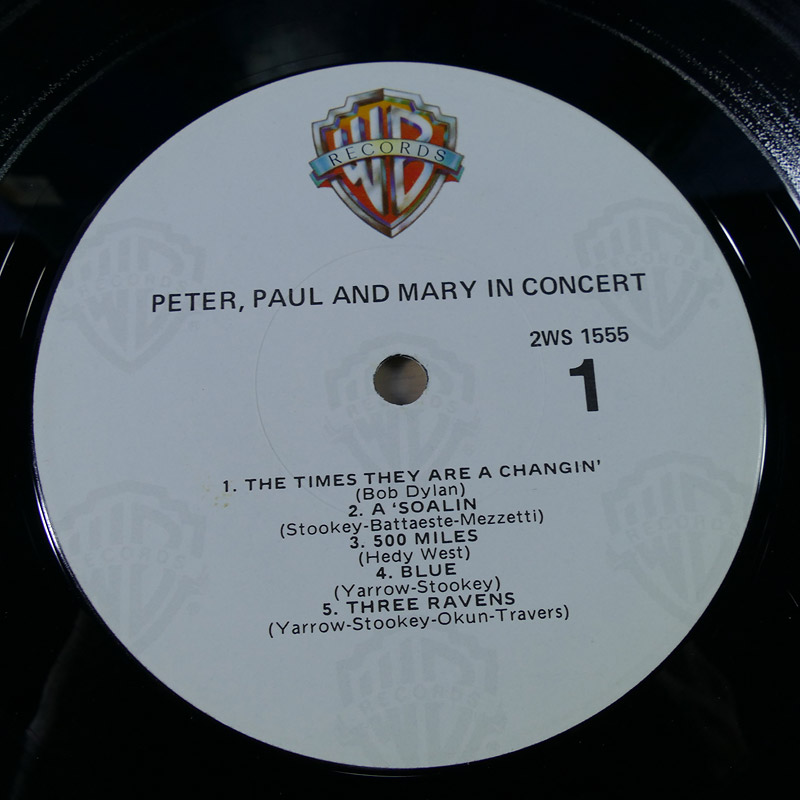 WB
RECORDS
PETER, PAUL AND MARY IN CONCERT
2WS 1555
1
1. THE TIMES THEY ARE A CHANGIN'
(Bob Dylan)
2. A 'SOALIN
(Stookey-Battaeste-Mezzetti)
3. 500 MILES
(Hedy West)
4. BLUE
(Yarrow-Stookey)
5. THREE RAVENS
(Yarrow-Stookey-Okun-Travers)